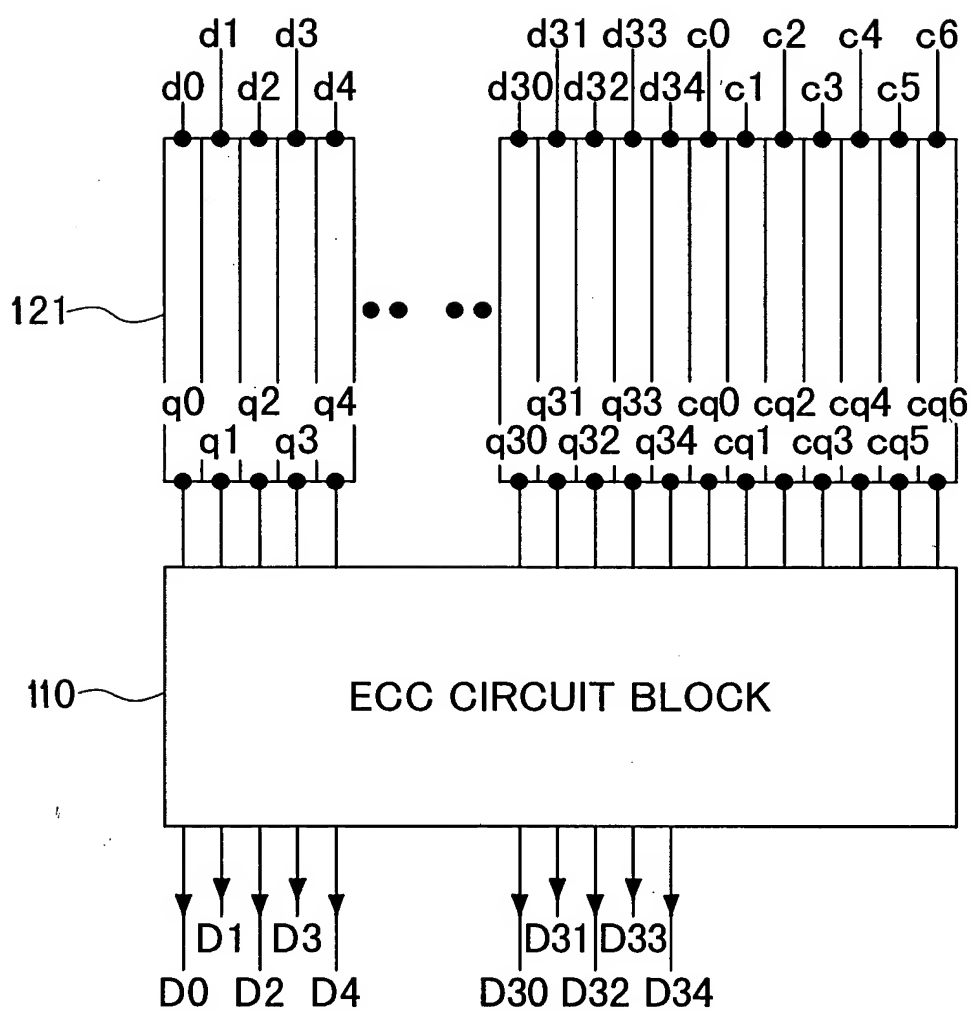 d1 d3 d31 d33 c0 c2 c4 c6
d0 d2 d4 d30 d32 d34 c1 c3 c5
121
q0 q2 q4 q31 q33 cq0 cq2 cq4 cq6
q1 q3 q30 q32 q34 cq1 cq3 cq5
110
ECC CIRCUIT BLOCK
D1 D3 D31 D33
D0 D2 D4 D30 D32 D34